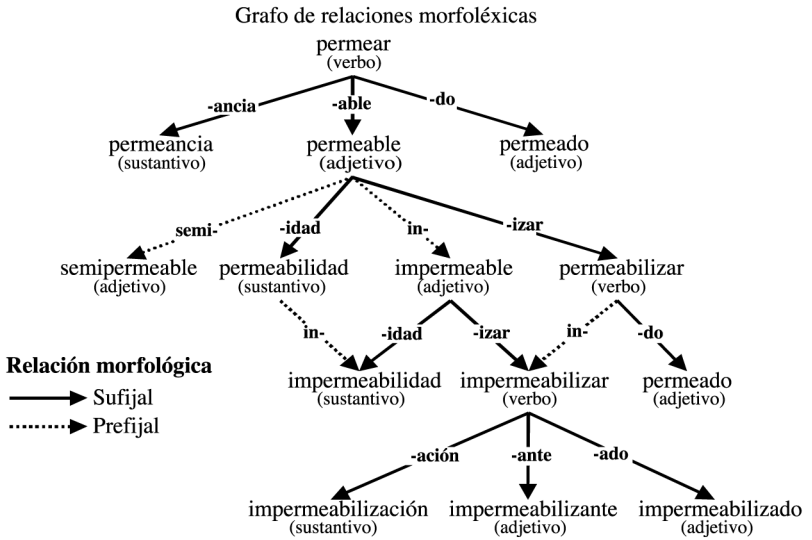 Grafo de relaciones morfoléxicas
permear
(verbo)
-ancia -able -do
permeancia permeable permeado
(sustantivo) (adjetivo) (adjetivo)
semi- -idad in- -izar
semipermeable permeabilidad impermeable permeabilizar
(adjetivo) (sustantivo) (adjetivo) (verbo)
in- -idad -izar in- -do
Relación morfológica
Sufijal
Prefijal
impermeabilidad impermeabilizar permeado
(sustantivo) (verbo) (adjetivo)
-ación -ante -ado
impermeabilización impermeabilizante impermeabilizado
(sustantivo) (adjetivo) (adjetivo)